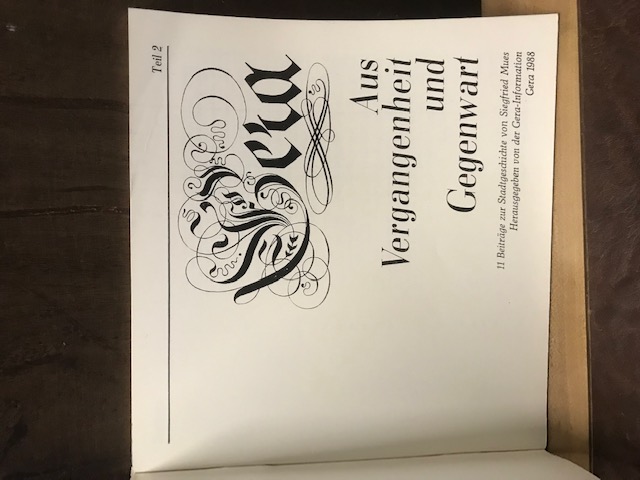 Teil 2
Gera
Aus
Vergangenheit
und
Gegenwart
11 Beiträge zur Stadtgeschichte von Siegfried Mues
Herausgegeben von der Gera-Information
Gera 1988